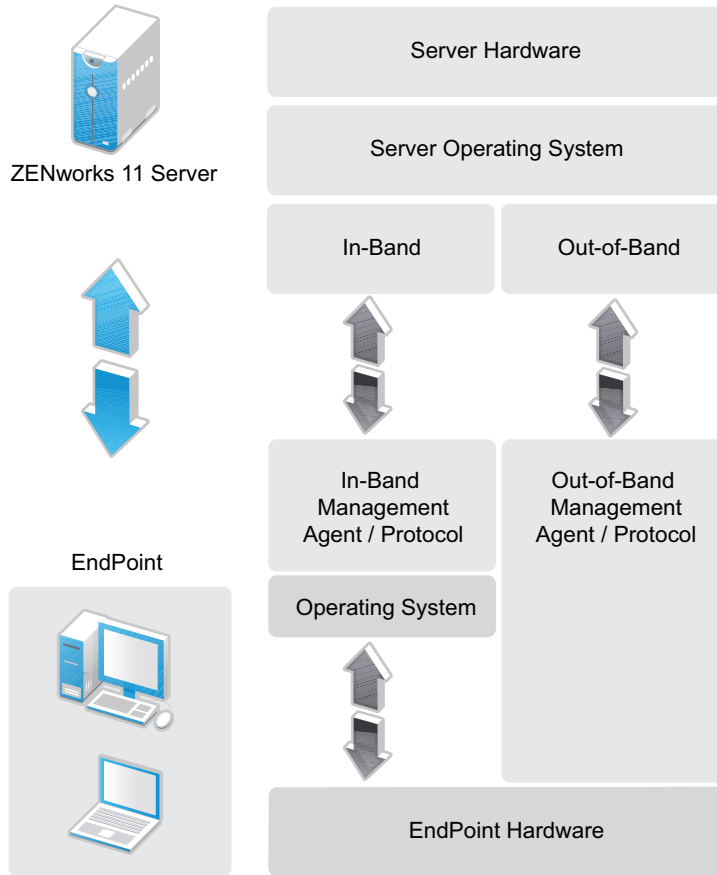 Server Hardware
Server Operating System
ZENworks 11 Server
In-Band
Out-of-Band
In-Band
Management
Agent / Protocol
Out-of-Band
Management
Agent / Protocol
EndPoint
Operating System
EndPoint Hardware